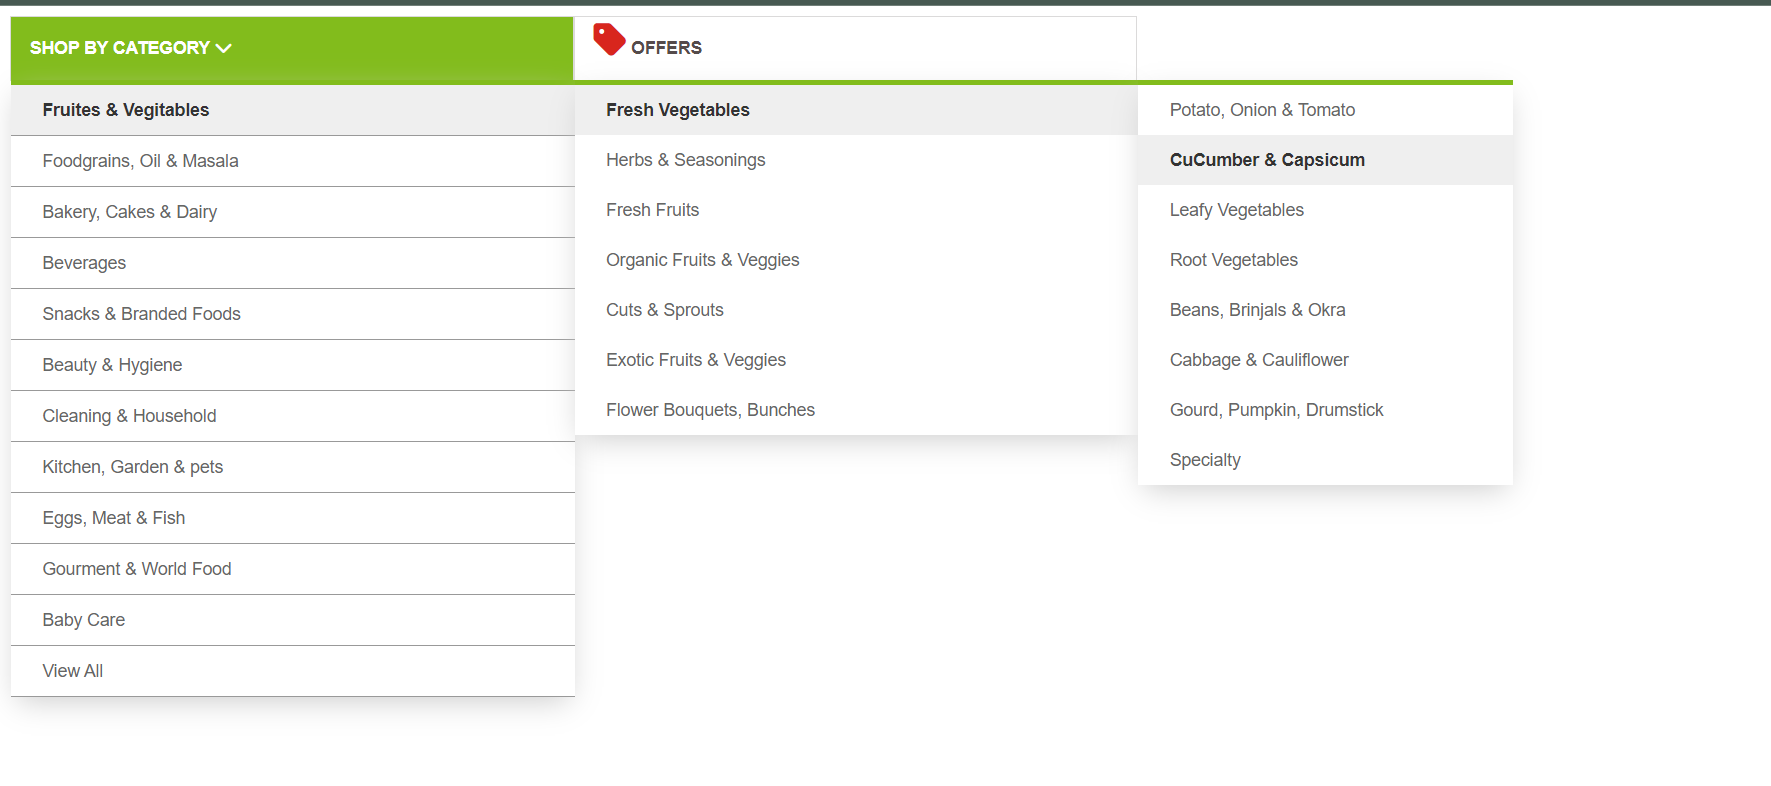 SHOP BY CATEGORY
OFFERS
Fruites & Vegitables
Foodgrains, Oil & Masala
Bakery, Cakes & Dairy
Beverages
Snacks & Branded Foods
Beauty & Hygiene
Cleaning & Household
Kitchen, Garden & pets
Eggs, Meat & Fish
Gourment & World Food
Baby Care
View All
Fresh Vegetables
Herbs & Seasonings
Fresh Fruits
Organic Fruits & Veggies
Cuts & Sprouts
Exotic Fruits & Veggies
Flower Bouquets, Bunches
Potato, Onion & Tomato
CuCumber & Capsicum
Leafy Vegetables
Root Vegetables
Beans, Brinjals & Okra
Cabbage & Cauliflower
Gourd, Pumpkin, Drumstick
Specialty